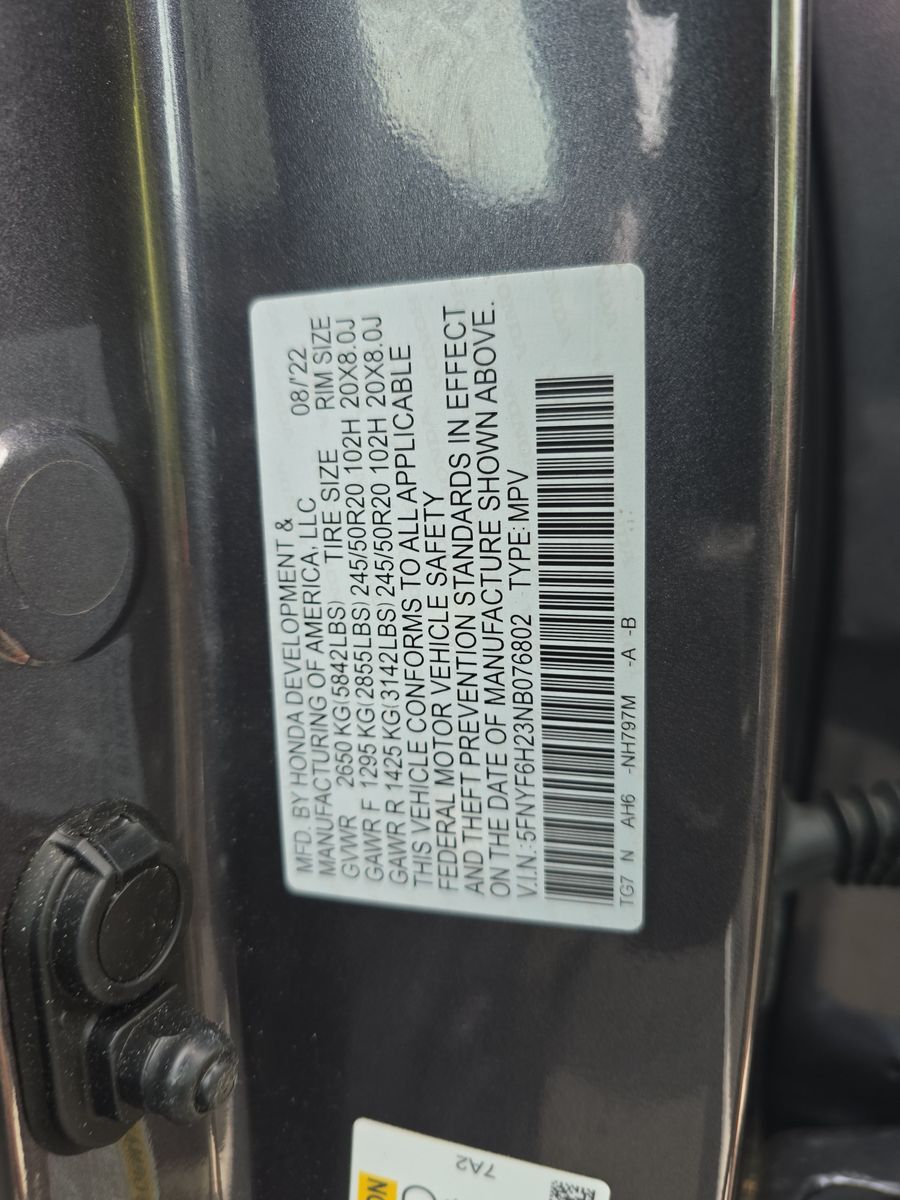 MFD. BY HONDA DEVELOPMENT & 08/'22
MANUFACTURING OF AMERICA, LLC
GVWR 2650 KG(5842LBS) TIRE SIZE RIM SIZE
GAWR F 1295 KG(2855LBS) 245/50R20 102H 20X8.0J
GAWR R 1425 KG(3142LBS) 245/50R20 102H 20X8.0J
THIS VEHICLE CONFORMS TO ALL APPLICABLE
FEDERAL MOTOR VEHICLE SAFETY
AND THEFT PREVENTION STANDARDS IN EFFECT
ON THE DATE OF MANUFACTURE SHOWN ABOVE.
V.I.N.:5FNYF6H23NB076802 TYPE:MPV
TG7 N AH6 -NH797M -A -B
7A2